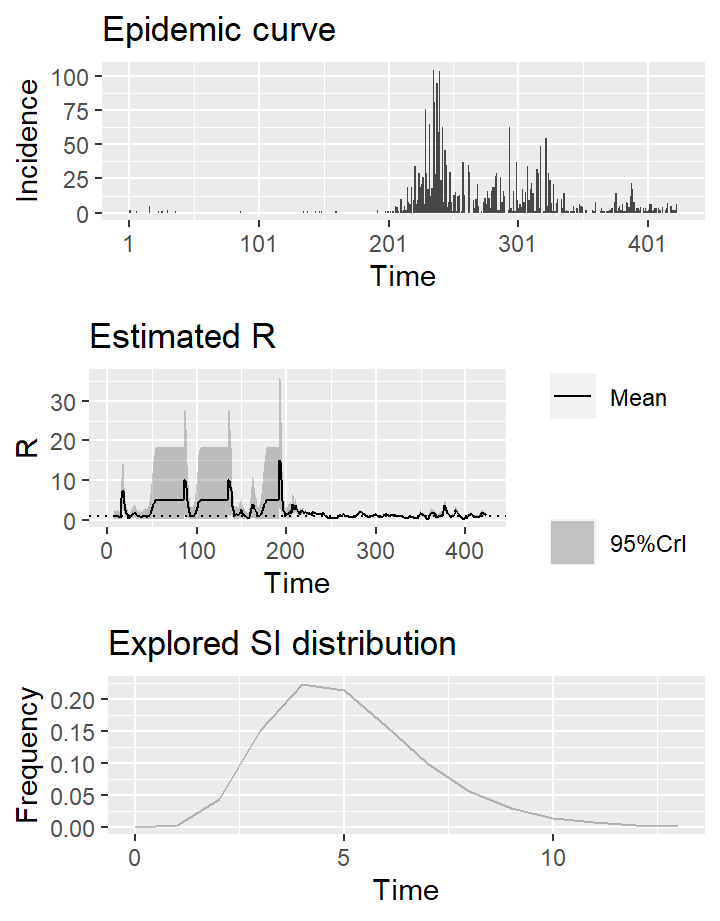 Epidemic curve
Incidence
100
75
50
25
0
1 101 201 301 401
Time
Estimated R
R
30
20
10
0
0 100 200 300 400
Time
Mean
95%CrI
Explored SI distribution
Frequency
0.20
0.15
0.10
0.05
0.00
0 5 10
Time